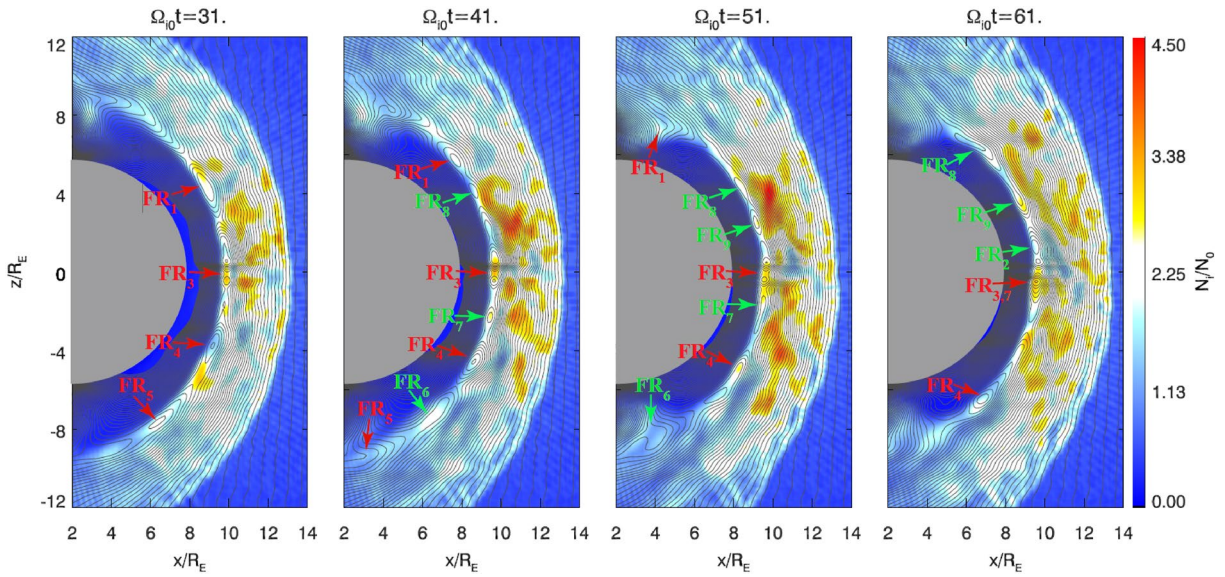 Ωi0t=31.
Ωi0t=41.
Ωi0t=51.
Ωi0t=61.
12
8
4
0
-4
-8
-12
z/RE
FR1
FR3
FR4
FR5
FR1
FR8
FR3
FR7
FR4
FR6
FR5
FR1
FR8
FR9
FR3
FR7
FR4
FR6
FR8
FR9
FR2
FR3,7
FR4
4.50
3.38
2.25
1.13
0.00
Ni/N0
2 4 6 8 10 12 14
2 4 6 8 10 12 14
2 4 6 8 10 12 14
2 4 6 8 10 12 14
x/RE
x/RE
x/RE
x/RE